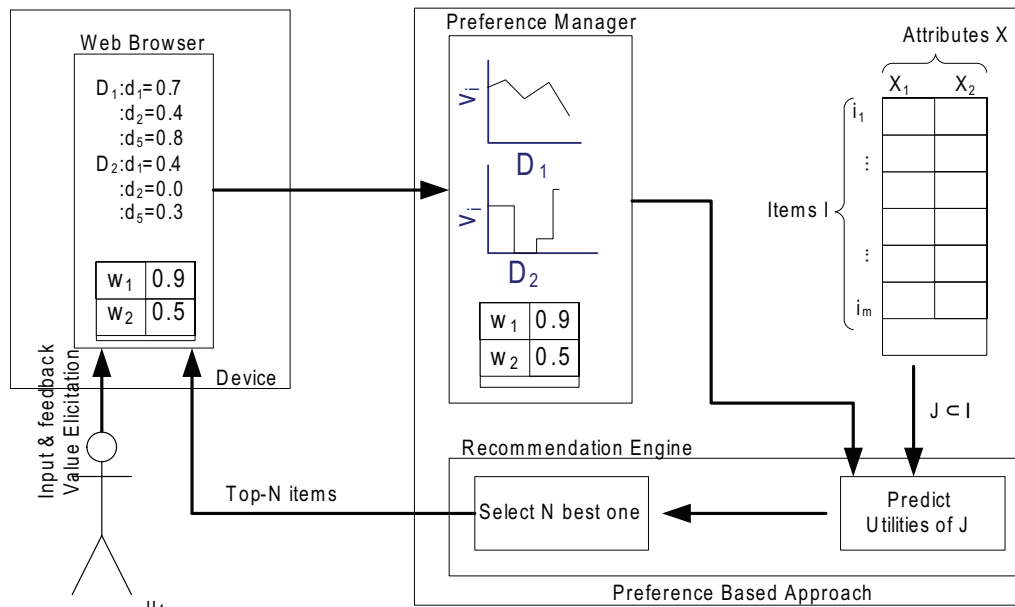 Web Browser
D1:d1=0.7
:d2=0.4
:d5=0.8
D2:d1=0.4
:d2=0.0
:d5=0.3
w1 0.9
w2 0.5
Device
Input & feedback
Value Elicitation
u1
Preference Manager
Vi
D1
Vi
D2
w1 0.9
w2 0.5
Attributes X
X1 X2
i1
...
Items I
...
im
J ⊂ I
Recommendation Engine
Top-N items
Select N best one
Predict
Utilities of J
Preference Based Approach